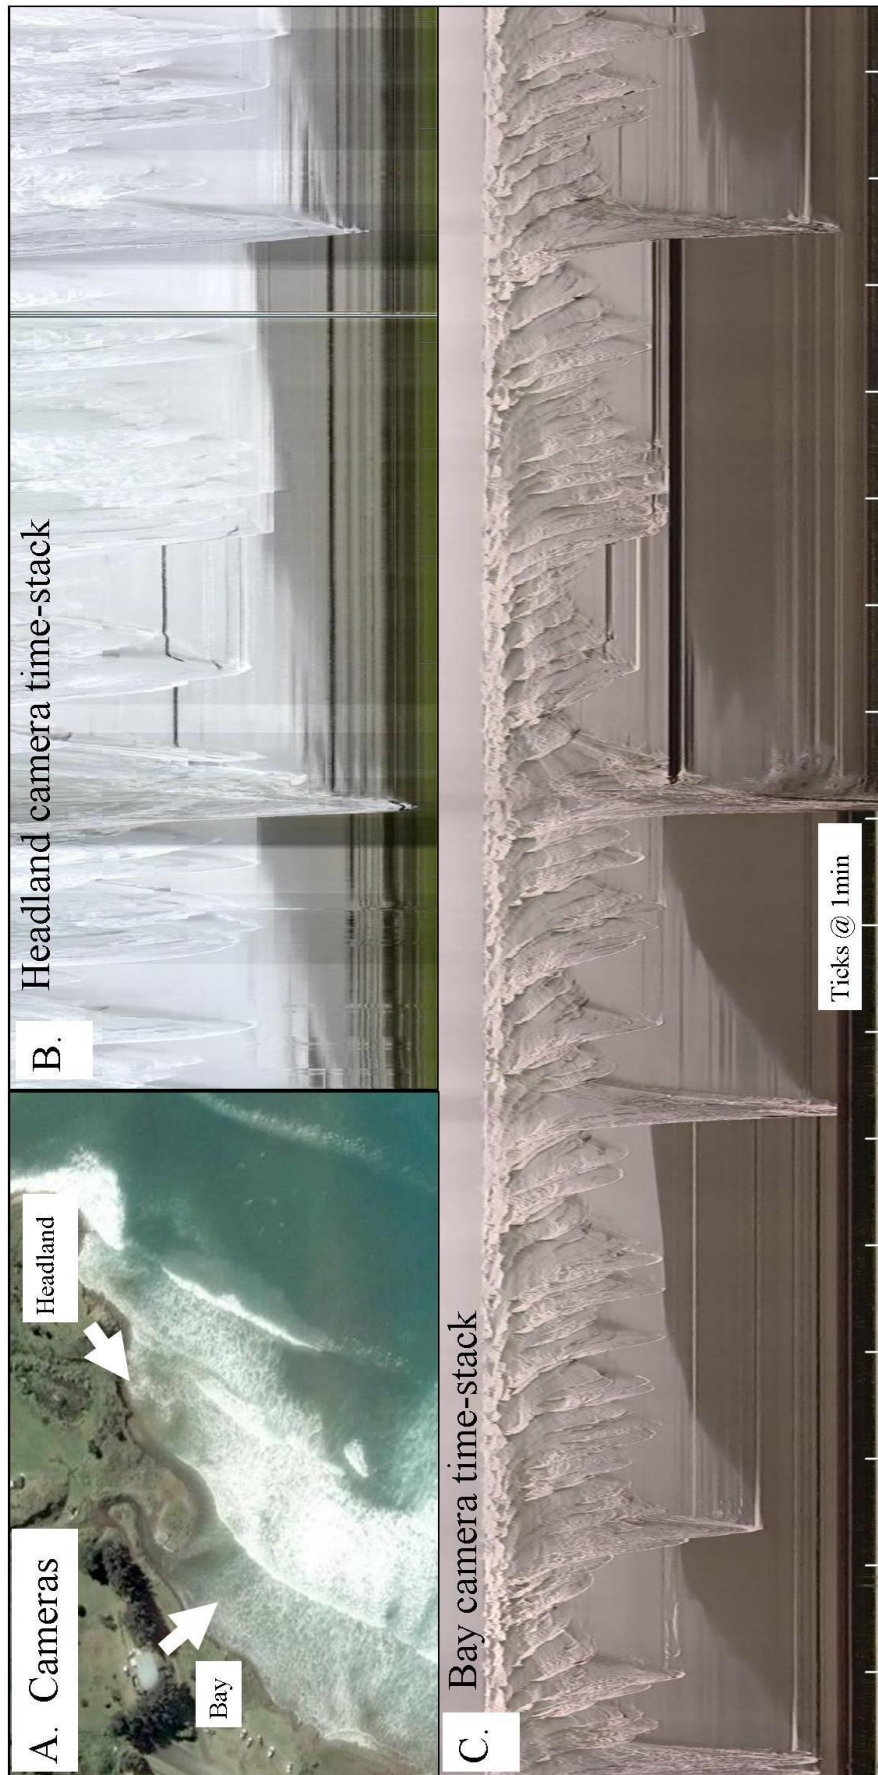 A. Cameras
Headland
Bay
B. Headland camera time-stack
C. Bay camera time-stack
Ticks @ 1min